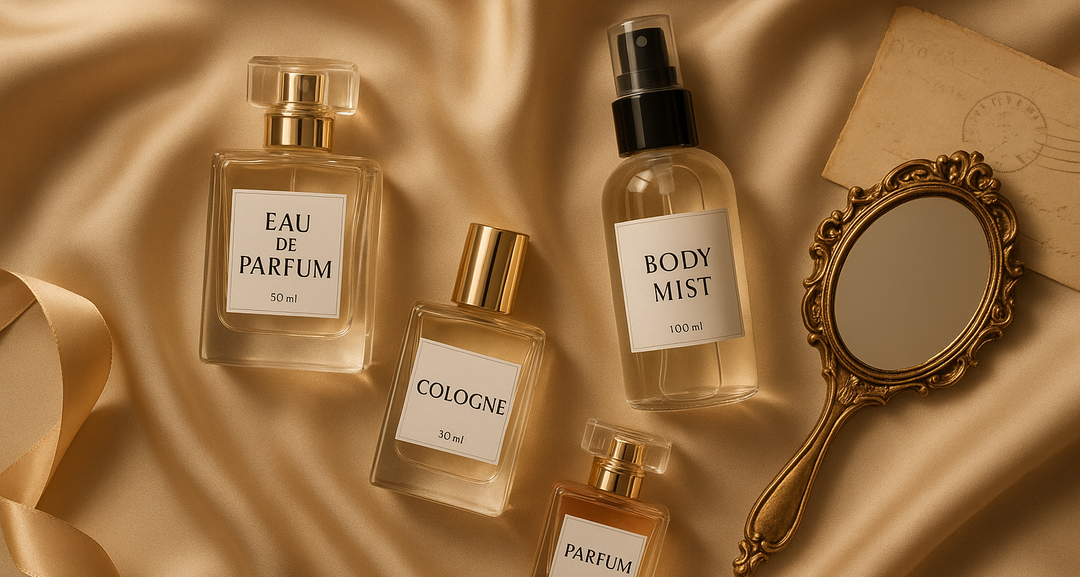 EAU
DE
PARFUM
50 ml
COLOGNE
30 ml
BODY
MIST
100 ml
PARFUM